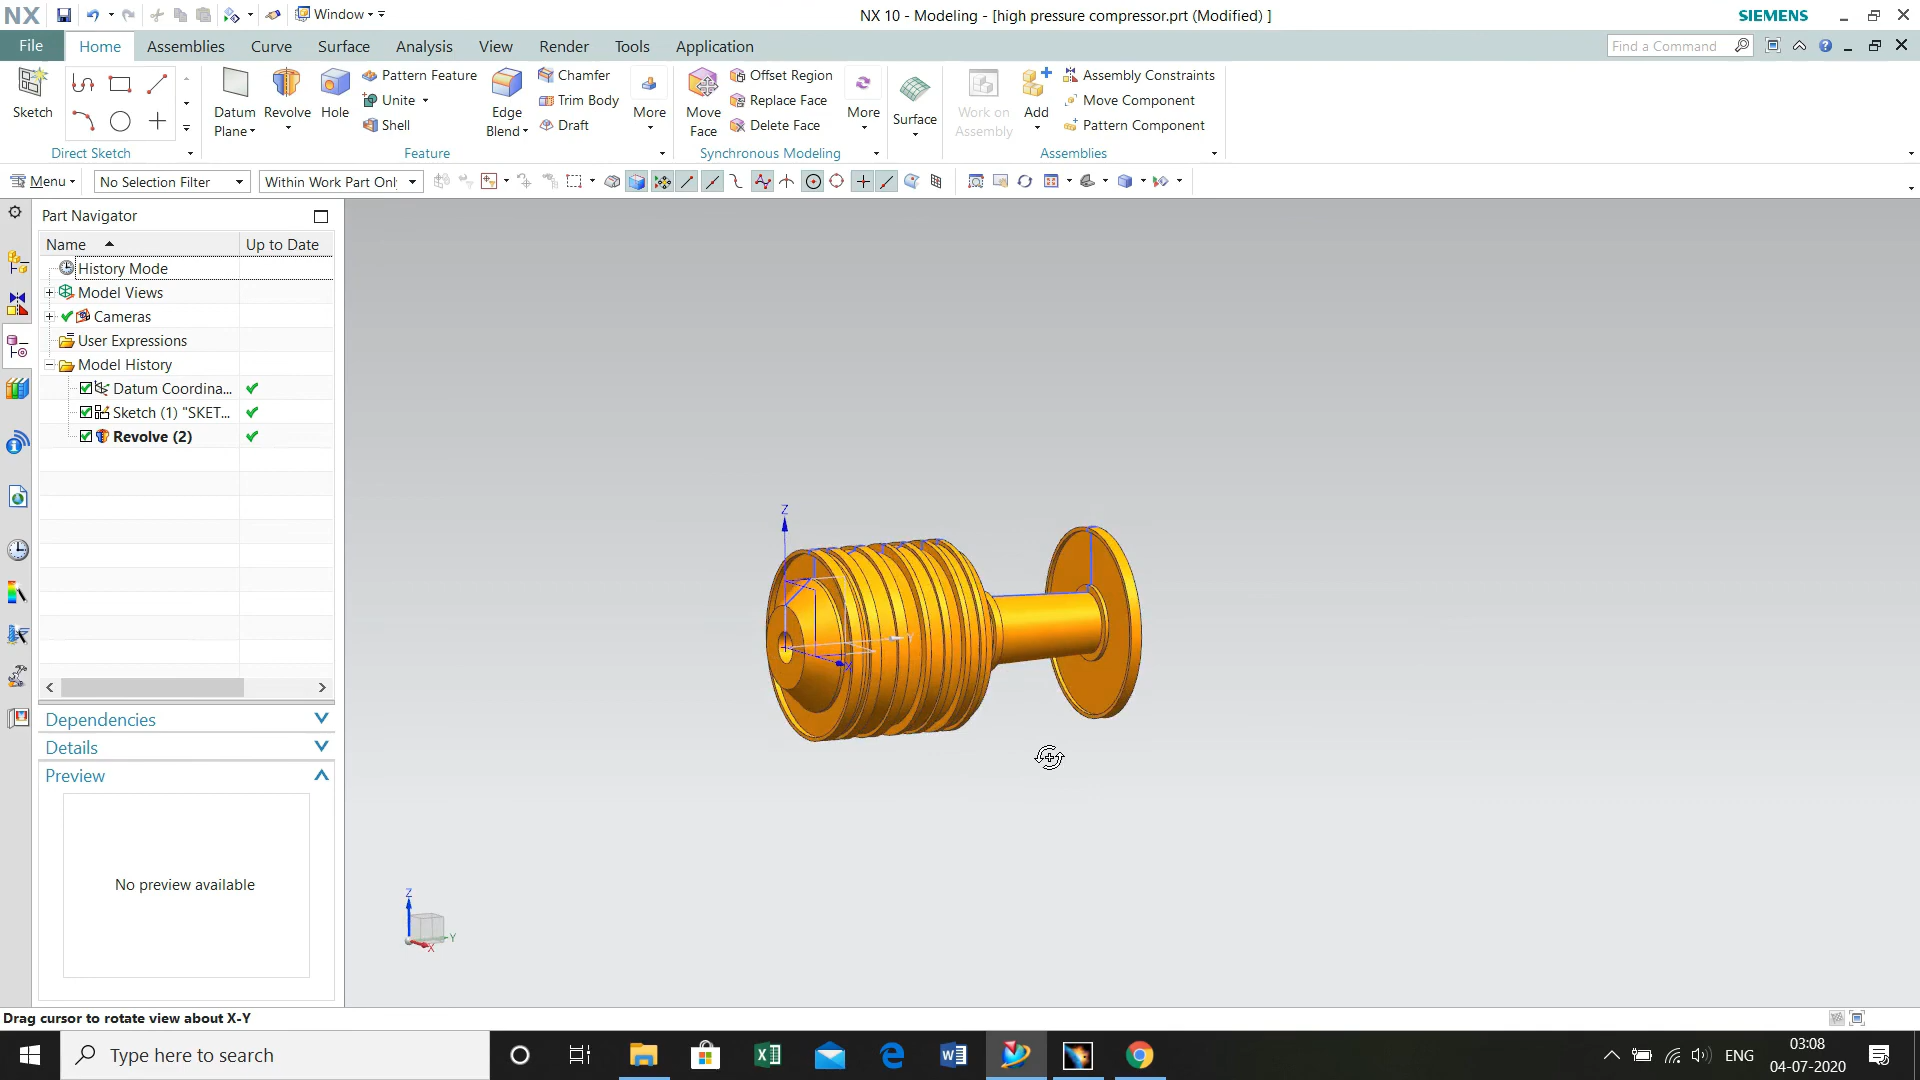 NX
Window
NX 10 - Modeling - [high pressure compressor.prt (Modified) ]
SIEMENS
File
Home
Assemblies
Curve
Surface
Analysis
View
Render
Tools
Application
Find a Command
Sketch
Direct Sketch
Datum
Plane
Revolve
Hole
Pattern Feature
Unite
Shell
Edge
Blend
Chamfer
Trim Body
Draft
More
Feature
Move
Face
Offset Region
Replace Face
Delete Face
More
Synchronous Modeling
Surface
Work on
Assembly
Add
Assembly Constraints
Move Component
Pattern Component
Assemblies
Menu
No Selection Filter
Within Work Part Onl
Part Navigator
Name
Up to Date
History Mode
Model Views
Cameras
User Expressions
Model History
Datum Coordina...
Sketch (1) "SKET...
Revolve (2)
Dependencies
Details
Preview
No preview available
Z
Y
X
Z
Y
X
Drag cursor to rotate view about X-Y
Type here to search
ENG
03:08
04-07-2020